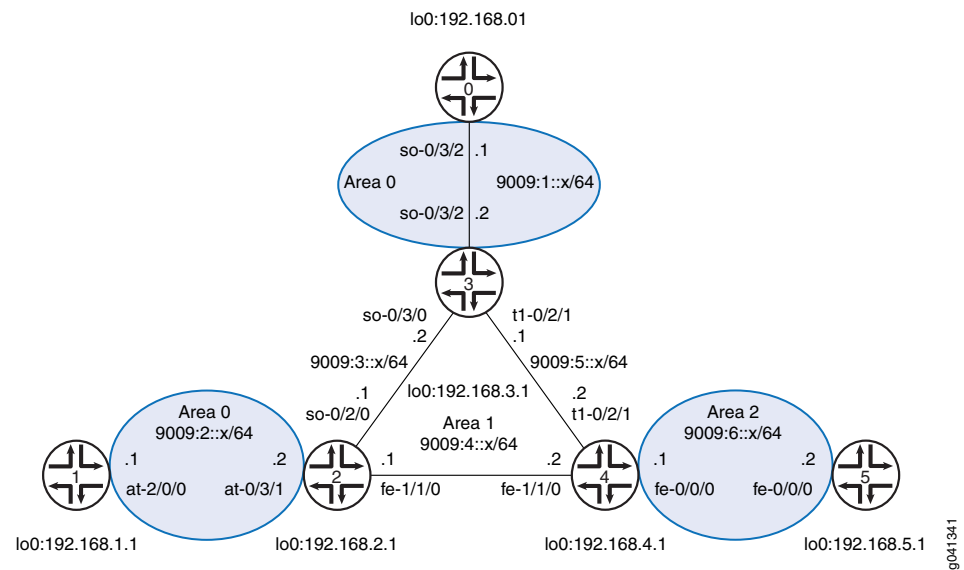 lo0:192.168.01
0
so-0/3/2 .1
Area 0 9009:1::x/64
so-0/3/2 .2
3
so-0/3/0 t1-0/2/1
.2 .1
9009:3::x/64 9009:5::x/64
.1 lo0:192.168.3.1 .2
so-0/2/0 t1-0/2/1
Area 0 Area 1 Area 2
9009:2::x/64 9009:4::x/64 9009:6::x/64
.1 .2 .1 .2 .1 .2
1 2 4 5
at-2/0/0 at-0/3/1 fe-1/1/0 fe-1/1/0 fe-0/0/0 fe-0/0/0
lo0:192.168.1.1 lo0:192.168.2.1 lo0:192.168.4.1 lo0:192.168.5.1
g041341